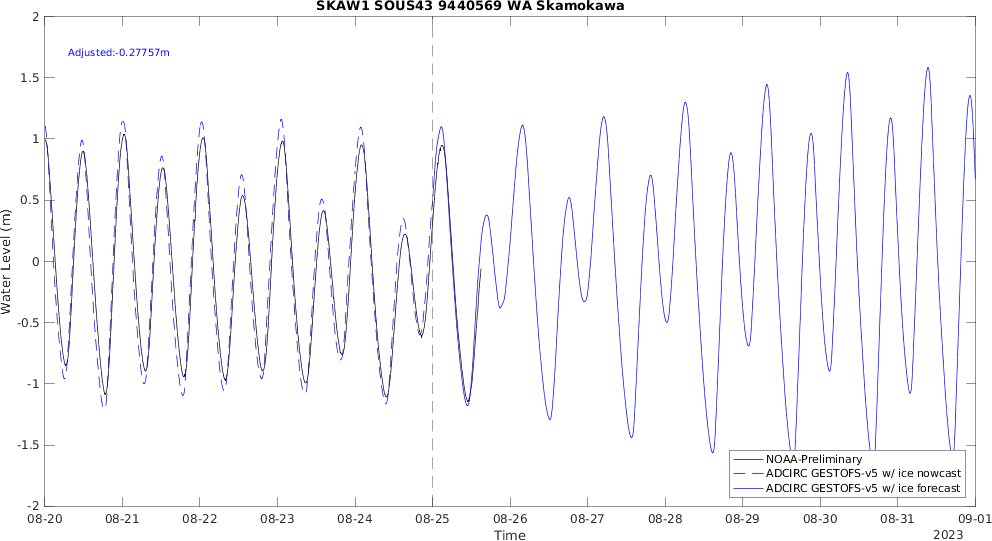 SKAW1 SOUS43 9440569 WA Skamokawa
Adjusted:-0.27757m
Water Level (m)
2
1.5
1
0.5
0
-0.5
-1
-1.5
-2
NOAA-Preliminary
ADCIRC GESTOFS-v5 w/ ice nowcast
ADCIRC GESTOFS-v5 w/ ice forecast
08-20 08-21 08-22 08-23 08-24 08-25 08-26 08-27 08-28 08-29 08-30 08-31 09-01
Time
2023